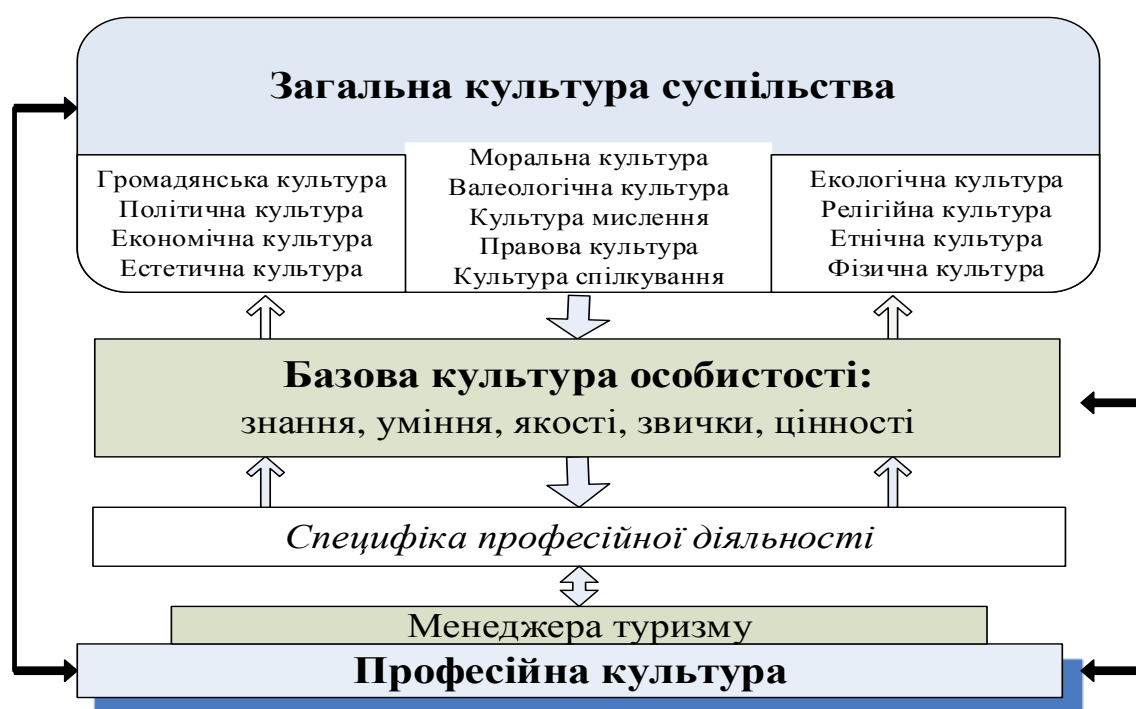 Загальна культура суспільства
Громадянська культура
Політична культура
Економічна культура
Естетична культура
Моральна культура
Валеологічна культура
Культура мислення
Правова культура
Культура спілкування
Екологічна культура
Релігійна культура
Етнічна культура
Фізична культура
Базова культура особистості:
знання, уміння, якості, звички, цінності
Специфіка професійної діяльності
Менеджера туризму
Професійна культура